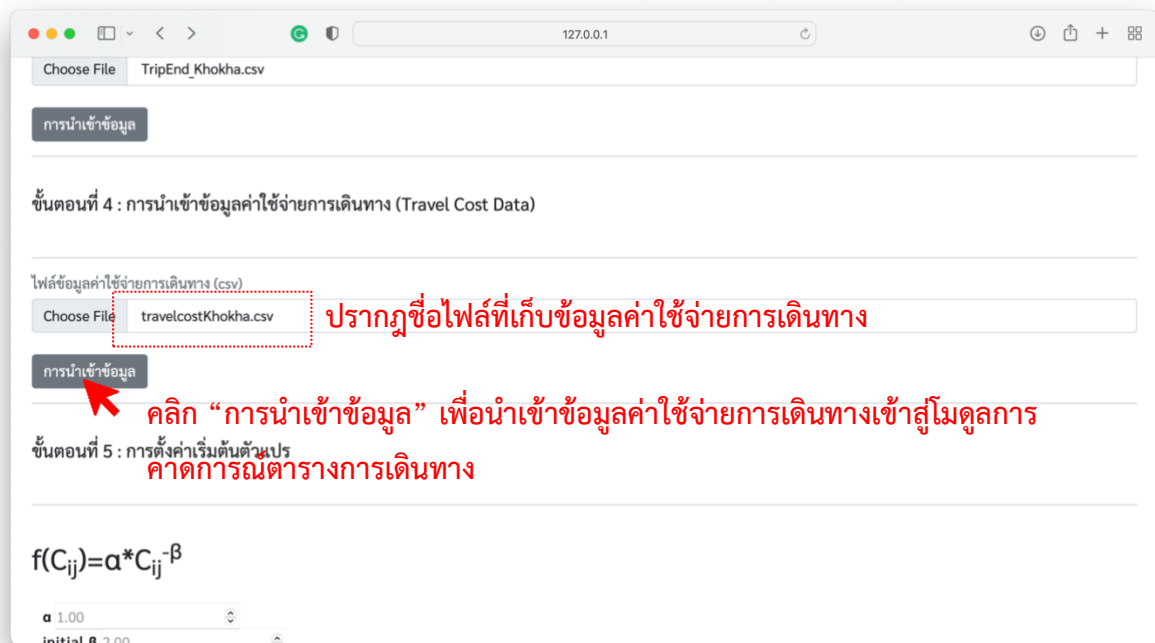 127.0.0.1
Choose File TripEnd_Khokha.csv
การนำเข้าข้อมูล
ขั้นตอนที่ 4 : การนำเข้าข้อมูลค่าใช้จ่ายการเดินทาง (Travel Cost Data)
ไฟล์ข้อมูลค่าใช้จ่ายการเดินทาง (csv)
Choose File travelcostKhokha.csv ปรากฏชื่อไฟล์ที่เก็บข้อมูลค่าใช้จ่ายการเดินทาง
การนำเข้าข้อมูล
คลิก “การนำเข้าข้อมูล” เพื่อนำเข้าข้อมูลค่าใช้จ่ายการเดินทางเข้าสู่โมดูลการ
ขั้นตอนที่ 5 : การตั้งค่าเริ่มต้นตัวแปร
คาดการณ์ตารางการเดินทาง
f(Cij)=α*Cij-β
α 1.00
initial β 2.00